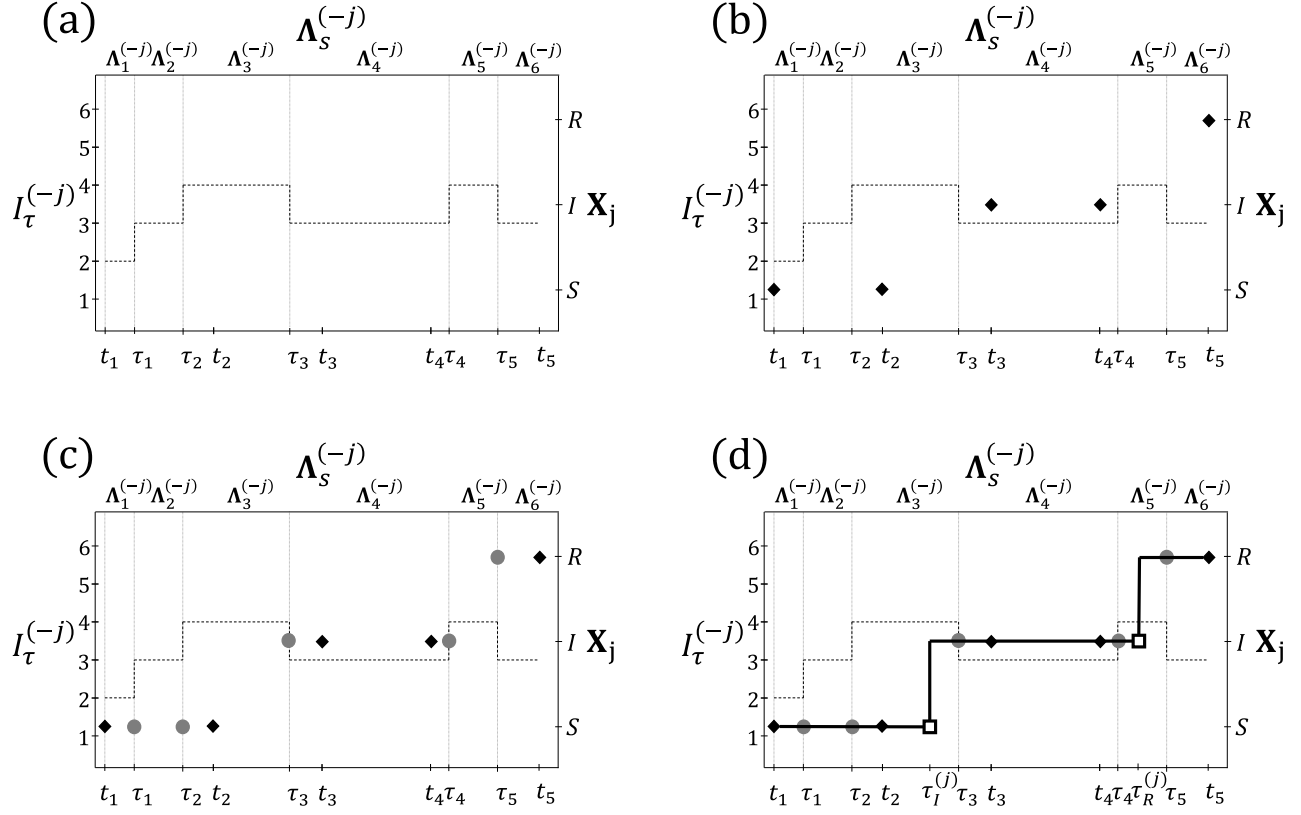 (a) Λ_s^(−j)
Λ_1^(−j) Λ_2^(−j) Λ_3^(−j) Λ_4^(−j) Λ_5^(−j) Λ_6^(−j)
6
R
5
4
I_τ^(−j) I X_j
3
2
S
1
t_1 τ_1 τ_2 t_2 τ_3 t_3 t_4 τ_4 τ_5 t_5
(b) Λ_s^(−j)
Λ_1^(−j) Λ_2^(−j) Λ_3^(−j) Λ_4^(−j) Λ_5^(−j) Λ_6^(−j)
6
R
5
4
I_τ^(−j) I X_j
3
2
S
1
t_1 τ_1 τ_2 t_2 τ_3 t_3 t_4 τ_4 τ_5 t_5
(c) Λ_s^(−j)
Λ_1^(−j) Λ_2^(−j) Λ_3^(−j) Λ_4^(−j) Λ_5^(−j) Λ_6^(−j)
6
R
5
4
I_τ^(−j) I X_j
3
2
S
1
t_1 τ_1 τ_2 t_2 τ_3 t_3 t_4 τ_4 τ_5 t_5
(d) Λ_s^(−j)
Λ_1^(−j) Λ_2^(−j) Λ_3^(−j) Λ_4^(−j) Λ_5^(−j) Λ_6^(−j)
6
R
5
4
I_τ^(−j) I X_j
3
2
S
1
t_1 τ_1 τ_2 t_2 τ_I^(j) τ_3 t_3 t_4 τ_4 τ_R^(j) τ_5 t_5